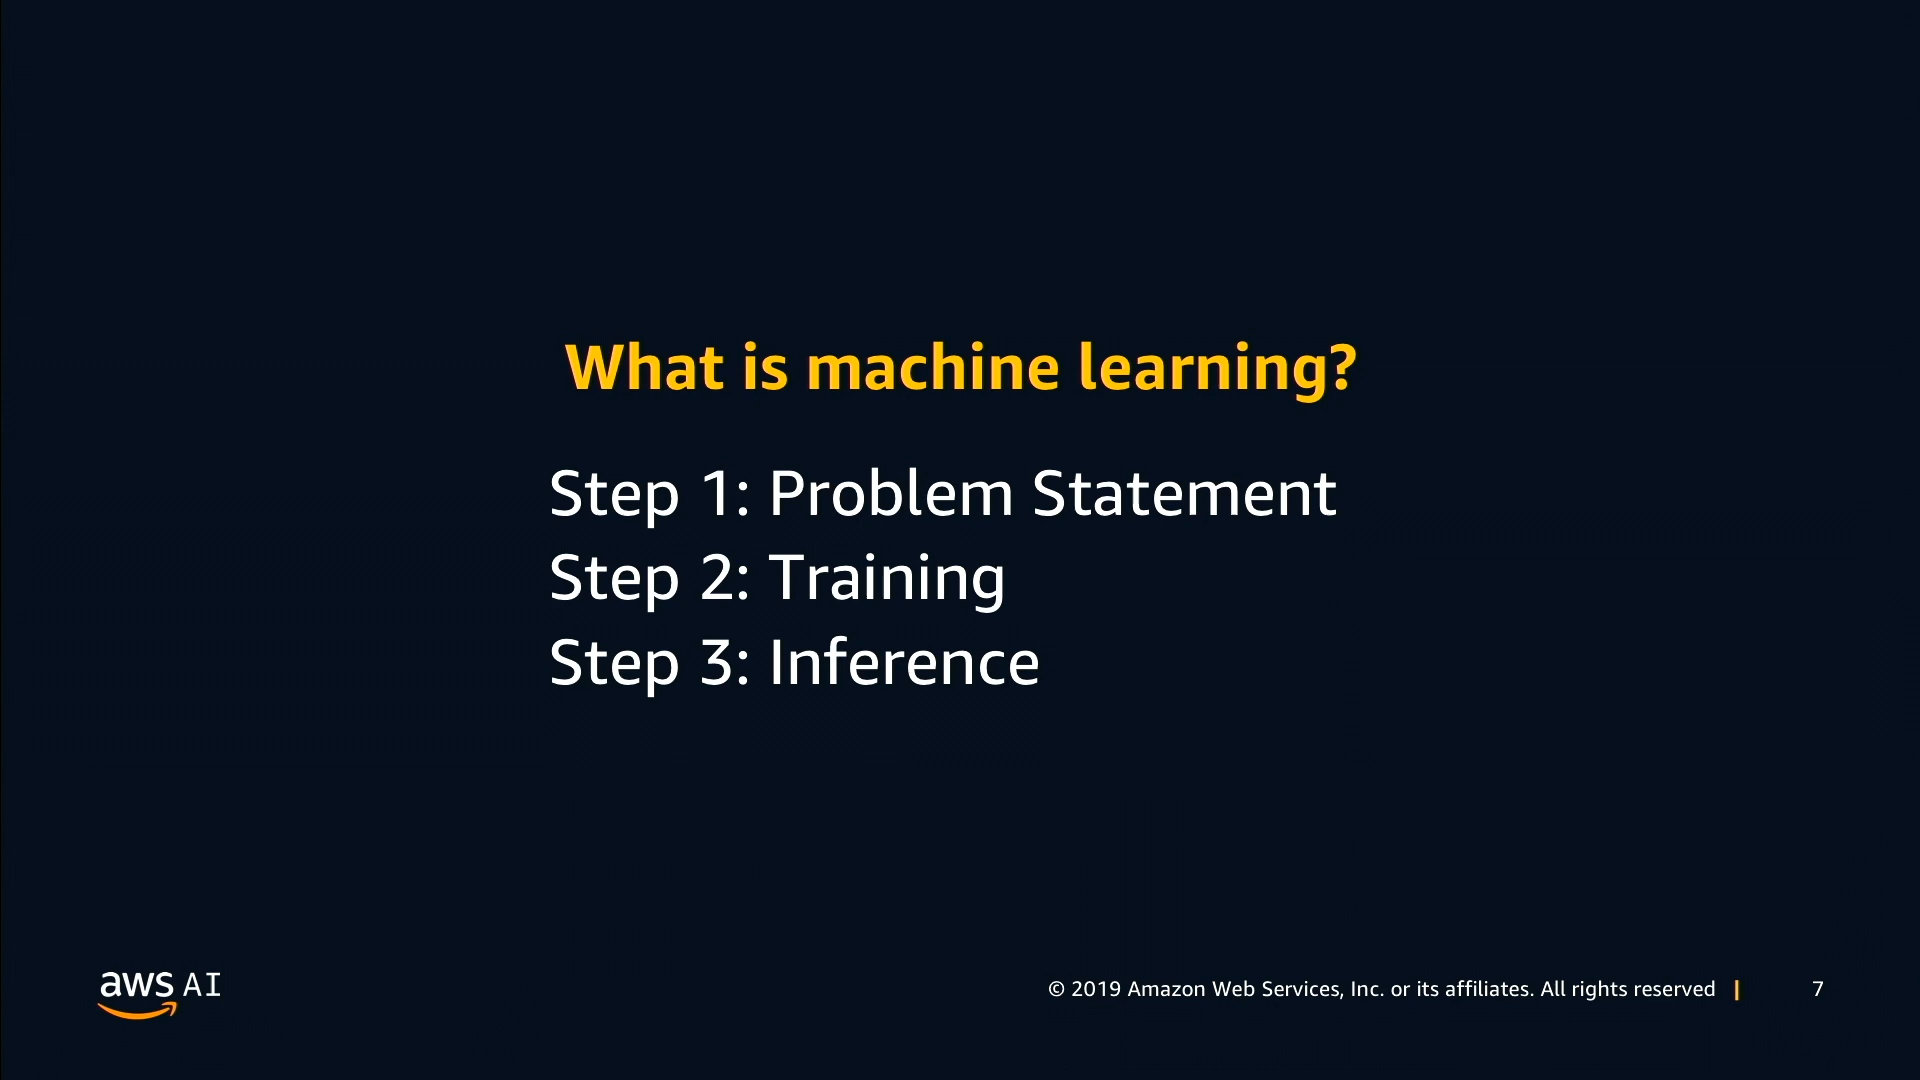 What is machine learning?
Step 1: Problem Statement
Step 2: Training
Step 3: Inference
aws AI
© 2019 Amazon Web Services, Inc. or its affiliates. All rights reserved | 7